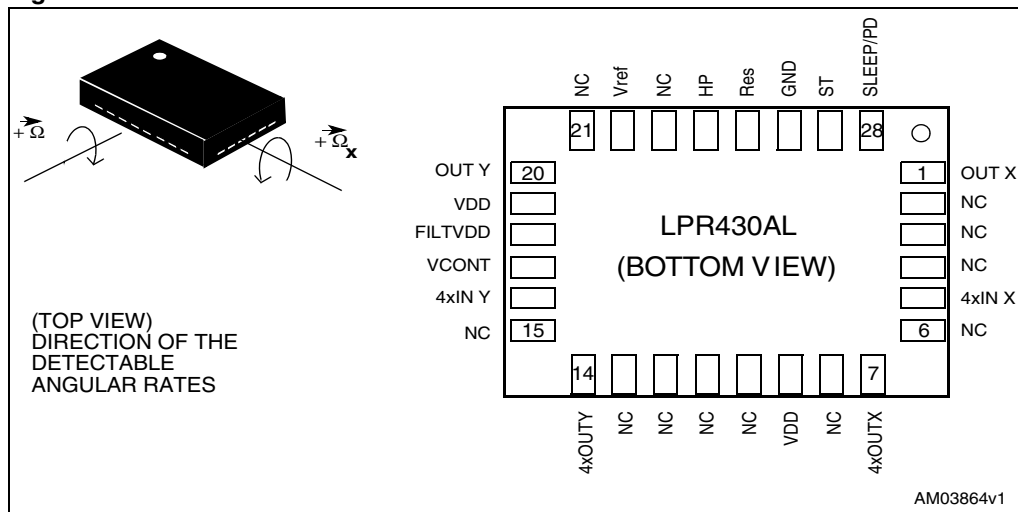 + Ω
+ Ω x
(TOP VIEW)
DIRECTION OF THE
DETECTABLE
ANGULAR RATES
NC
Vref
NC
HP
Res
GND
ST
SLEEP/PD
21
28
OUT Y
20
1
OUT X
VDD
NC
FILTVDD
NC
VCONT
NC
4xIN Y
4xIN X
NC
15
6
NC
LPR430AL
(BOTTOM VIEW)
14
7
4xOUTY
NC
NC
NC
NC
VDD
NC
4xOUTX
AM03864v1